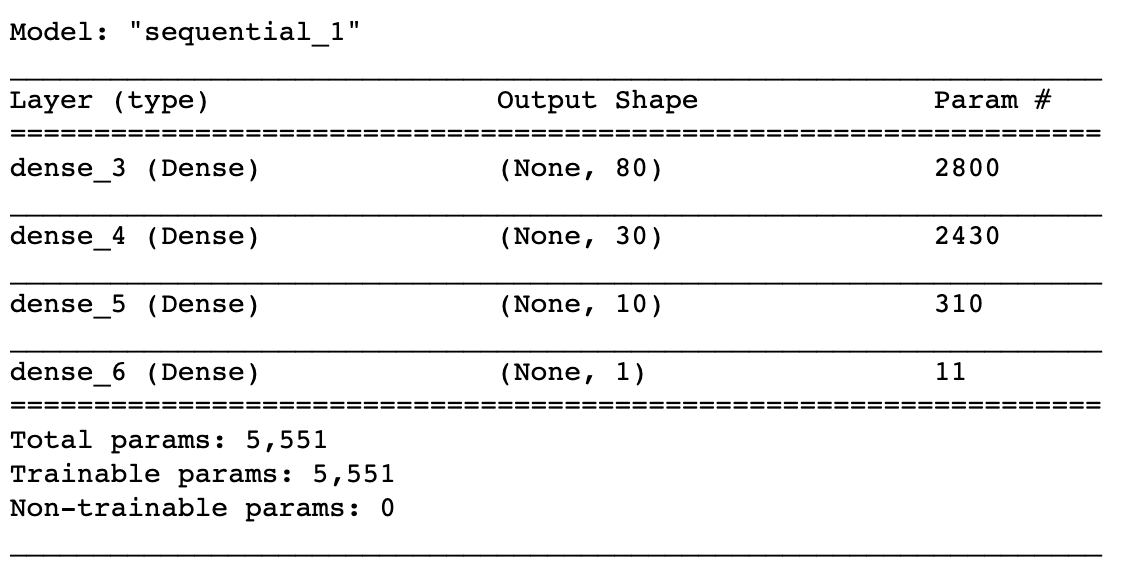 Model: "sequential_1"
Layer (type) Output Shape Param #
dense_3 (Dense) (None, 80) 2800
dense_4 (Dense) (None, 30) 2430
dense_5 (Dense) (None, 10) 310
dense_6 (Dense) (None, 1) 11
Total params: 5,551
Trainable params: 5,551
Non-trainable params: 0